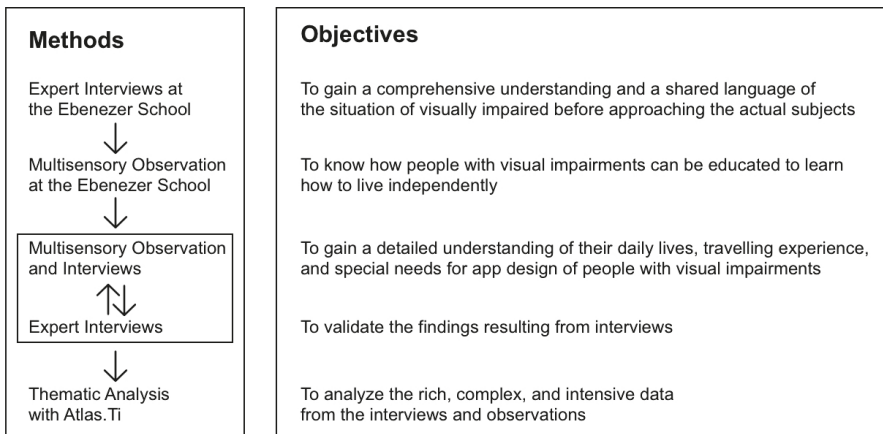 Methods
Expert Interviews at
the Ebenezer School
Multisensory Observation
at the Ebenezer School
Multisensory Observation
and Interviews
Expert Interviews
Thematic Analysis
with Atlas.Ti
Objectives
To gain a comprehensive understanding and a shared language of
the situation of visually impaired before approaching the actual subjects
To know how people with visual impairments can be educated to learn
how to live independently
To gain a detailed understanding of their daily lives, travelling experience,
and special needs for app design of people with visual impairments
To validate the findings resulting from interviews
To analyze the rich, complex, and intensive data
from the interviews and observations